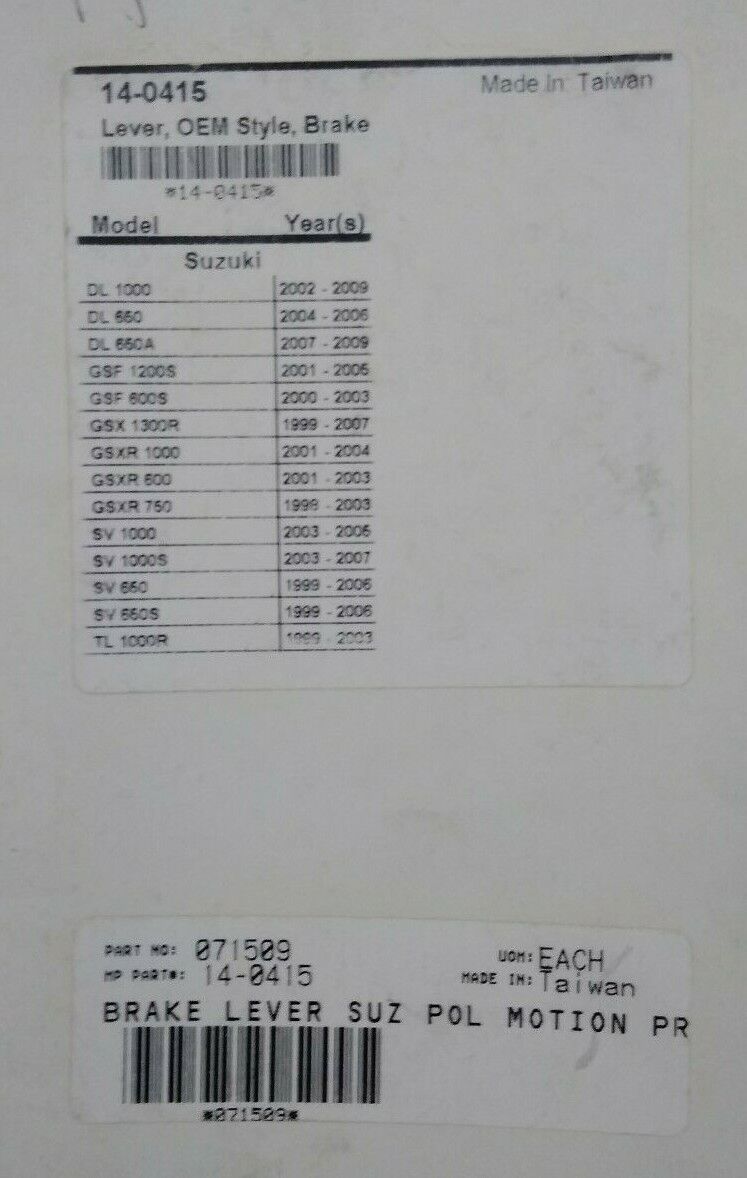 14-0415 Made In: Taiwan
Lever, OEM Style, Brake
*14-0415*
Model Year(s)
Suzuki
DL 1000 2002 - 2009
DL 650 2004 - 2006
DL 650A 2007 - 2009
GSF 1200S 2001 - 2005
GSF 600S 2000 - 2003
GSX 1300R 1999 - 2007
GSXR 1000 2001 - 2004
GSXR 600 2001 - 2003
GSXR 750 1998 - 2003
SV 1000 2003 - 2005
SV 1000S 2003 - 2007
SV 650 1999 - 2006
SV 650S 1999 - 2006
TL 1000R - 2003
PART NO: 071509 UOM: EACH
MP PART#: 14-0415 MADE IN: Taiwan
BRAKE LEVER SUZ POL MOTION PR
*071509*